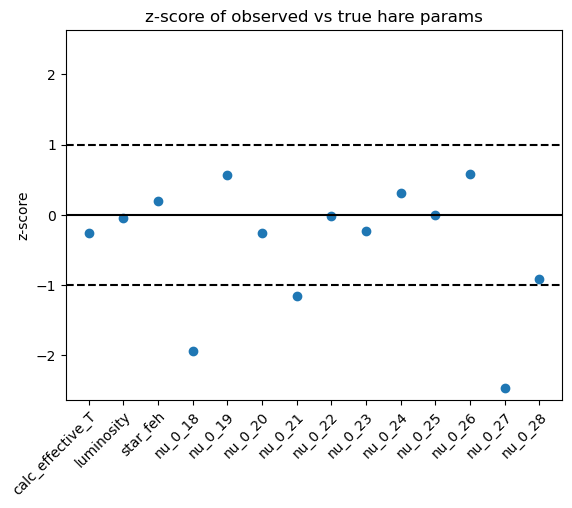 z-score of observed vs true hare params
z-score
2
1
0
−1
−2
calc_effective_T
luminosity
star_feh
nu_0_18
nu_0_19
nu_0_20
nu_0_21
nu_0_22
nu_0_23
nu_0_24
nu_0_25
nu_0_26
nu_0_27
nu_0_28